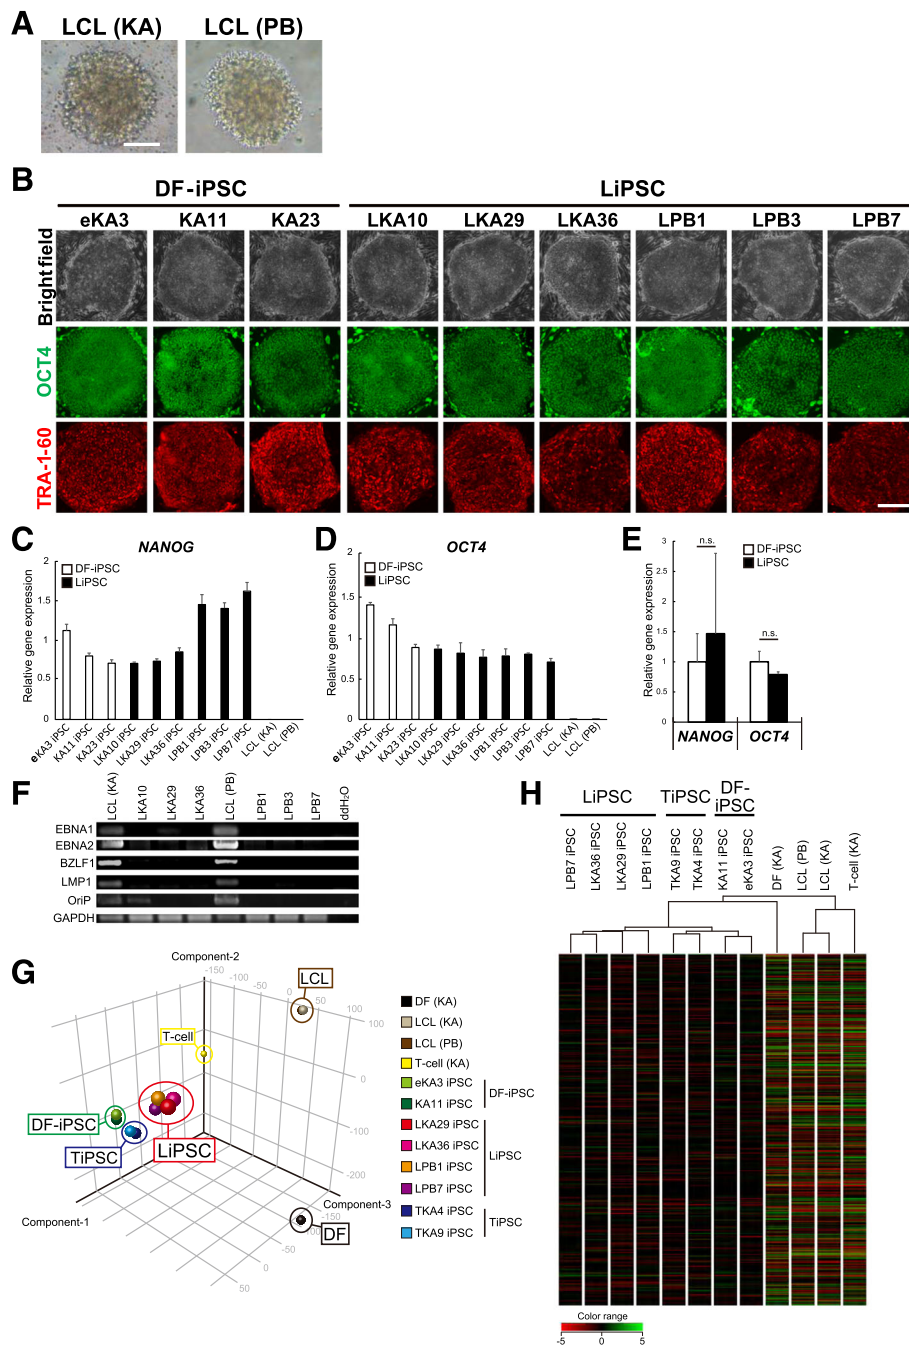 A
LCL (KA) LCL (PB)
B
DF-iPSC LiPSC
eKA3 KA11 KA23 LKA10 LKA29 LKA36 LPB1 LPB3 LPB7
Bright field
OCT4
TRA-1-60
C
NANOG
DF-iPSC
LiPSC
Relative gene expression
2
1.5
1
0.5
0
eKA3 iPSC
KA11 iPSC
KA23 iPSC
LKA10 iPSC
LKA29 iPSC
LKA36 iPSC
LPB1 iPSC
LPB3 iPSC
LPB7 iPSC
LCL (KA)
LCL (PB)
D
OCT4
DF-iPSC
LiPSC
Relative gene expression
2
1.5
1
0.5
0
eKA3 iPSC
KA11 iPSC
KA23 iPSC
LKA10 iPSC
LKA29 iPSC
LKA36 iPSC
LPB1 iPSC
LPB3 iPSC
LPB7 iPSC
LCL (KA)
LCL (PB)
E
DF-iPSC
LiPSC
n.s.
n.s.
Relative gene expression
3
2.5
2
1.5
1
0.5
0
NANOG OCT4
F
LCL (KA)
LKA10
LKA29
LKA36
LCL (PB)
LPB1
LPB3
LPB7
ddH2O
EBNA1
EBNA2
BZLF1
LMP1
OriP
GAPDH
G
Component-2
-150
-100
-50
0
50
100
100
0
-100
-200
LCL
T-cell
DF-iPSC
TiPSC
LiPSC
DF
Component-1
Component-3
-150
-100
-50
0
50
DF (KA)
LCL (KA)
LCL (PB)
T-cell (KA)
eKA3 iPSC
KA11 iPSC
DF-iPSC
LKA29 iPSC
LKA36 iPSC
LPB1 iPSC
LPB7 iPSC
LiPSC
TKA4 iPSC
TKA9 iPSC
TiPSC
H
LiPSC TiPSC DF-
iPSC
LPB7 iPSC
LKA36 iPSC
LKA29 iPSC
LPB1 iPSC
TKA9 iPSC
TKA4 iPSC
KA11 iPSC
eKA3 iPSC
DF (KA)
LCL (PB)
LCL (KA)
T-cell (KA)
Color range
-5 0 5